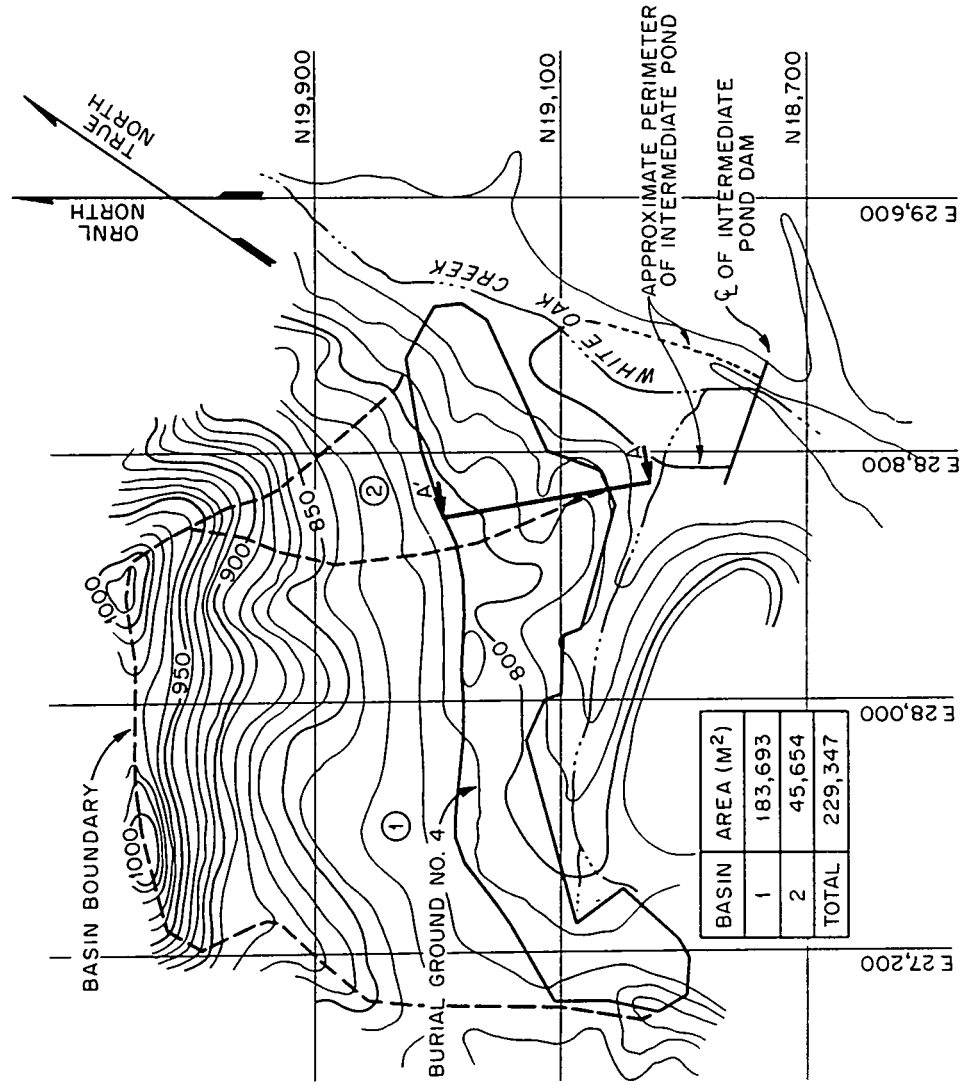 TRUE
NORTH
ORNL
NORTH
N19,900
N19,100
N18,700
E 29,600
E 28,800
E 28,000
E 27,200
APPROXIMATE PERIMETER
OF INTERMEDIATE POND
℄ OF INTERMEDIATE
POND DAM
WHITE OAK CREEK
BASIN BOUNDARY
BURIAL GROUND NO. 4
1000
1000
950
900
850
800
1
2
A'
A
BASIN AREA (M²)
1 183,693
2 45,654
TOTAL 229,347